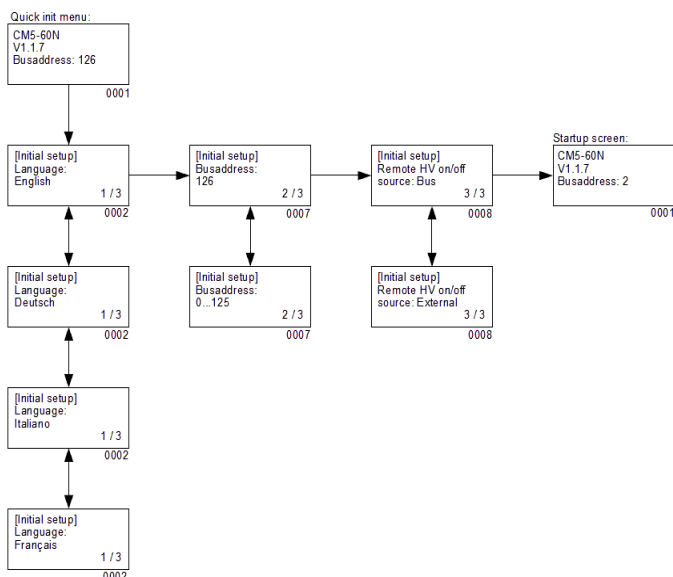 Quick init menu:
CM5-60N
V1.1.7
Busaddress: 126
0001
[Initial setup]
Language:
English
1 / 3
0002
[Initial setup]
Busaddress:
126
2 / 3
0007
[Initial setup]
Remote HV on/off
source: Bus
3 / 3
0008
Startup screen:
CM5-60N
V1.1.7
Busaddress: 2
0001
[Initial setup]
Language:
Deutsch
1 / 3
0002
[Initial setup]
Busaddress:
0...125
2 / 3
0007
[Initial setup]
Remote HV on/off
source: External
3 / 3
0008
[Initial setup]
Language:
Italiano
1 / 3
0002
[Initial setup]
Language:
Français
1 / 3
0002